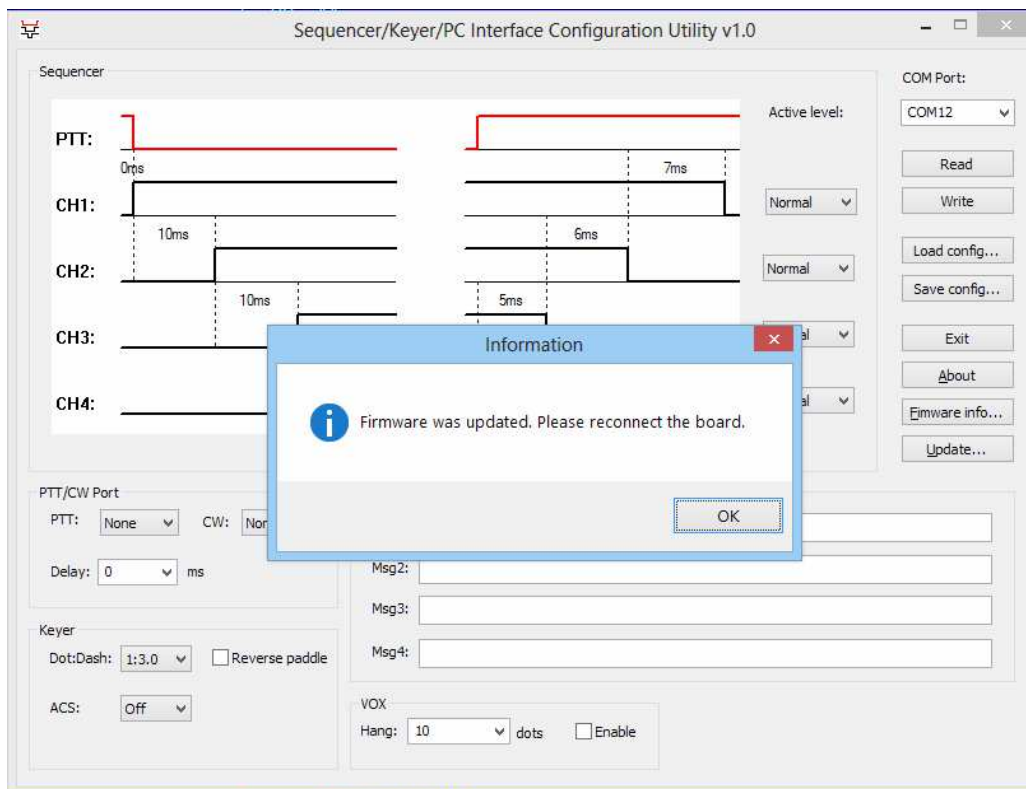 Sequencer/Keyer/PC Interface Configuration Utility v1.0
Sequencer
COM Port:
Active level:
COM12
PTT:
0ms
7ms
Read
CH1:
Normal
Write
10ms
6ms
CH2:
Normal
Load config...
10ms
5ms
Save config...
CH3:
Exit
Information
About
CH4:
Firmware was updated. Please reconnect the board.
Fimware info...
Update...
OK
PTT/CW Port
PTT: None CW:
Delay: 0 ms
Msg2:
Msg3:
Msg4:
Keyer
Dot:Dash: 1:3.0 Reverse paddle
ACS: Off
VOX
Hang: 10 dots Enable